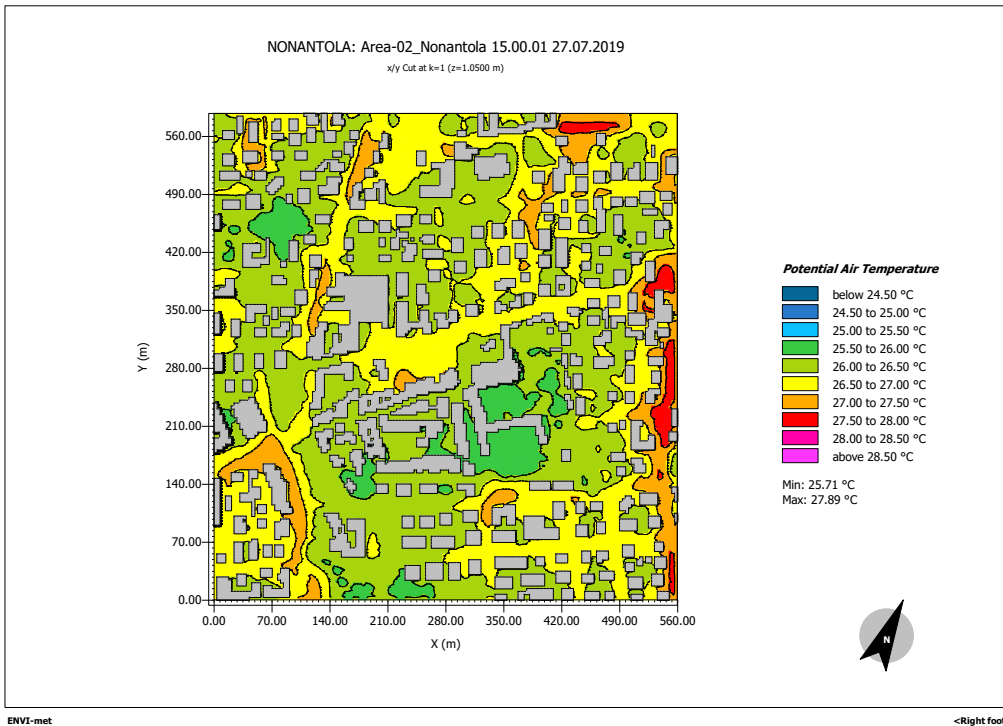 NONANTOLA: Area-02_Nonantola 15.00.01 27.07.2019
x/y Cut at k=1 (z=1.0500 m)
560.00
490.00
420.00
350.00
280.00
210.00
140.00
70.00
0.00
Y (m)
0.00 70.00 140.00 210.00 280.00 350.00 420.00 490.00 560.00
X (m)
Potential Air Temperature
below 24.50 °C
24.50 to 25.00 °C
25.00 to 25.50 °C
25.50 to 26.00 °C
26.00 to 26.50 °C
26.50 to 27.00 °C
27.00 to 27.50 °C
27.50 to 28.00 °C
28.00 to 28.50 °C
above 28.50 °C
Min: 25.71 °C
Max: 27.89 °C
N
ENVI-met
<Right foot